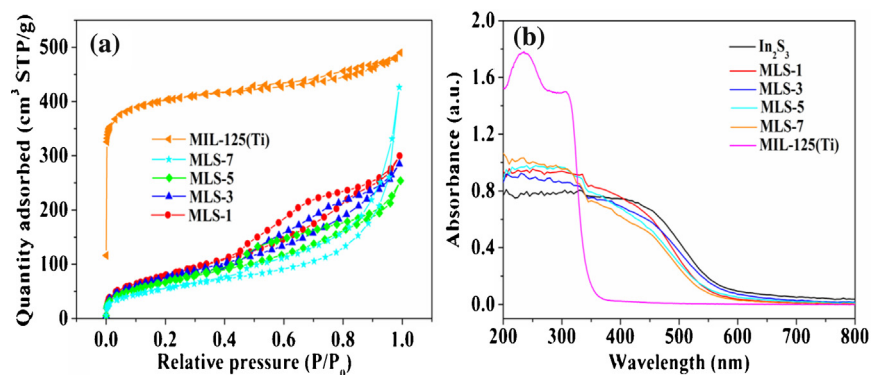 (a)
Quantity adsorbed (cm³ STP/g)
500
400
300
200
100
0
MIL-125(Ti)
MLS-7
MLS-5
MLS-3
MLS-1
0.0 0.2 0.4 0.6 0.8 1.0
Relative pressure (P/P₀)
(b)
Absorbance (a.u.)
2.0
1.6
1.2
0.8
0.4
0.0
In₂S₃
MLS-1
MLS-3
MLS-5
MLS-7
MIL-125(Ti)
200 300 400 500 600 700 800
Wavelength (nm)